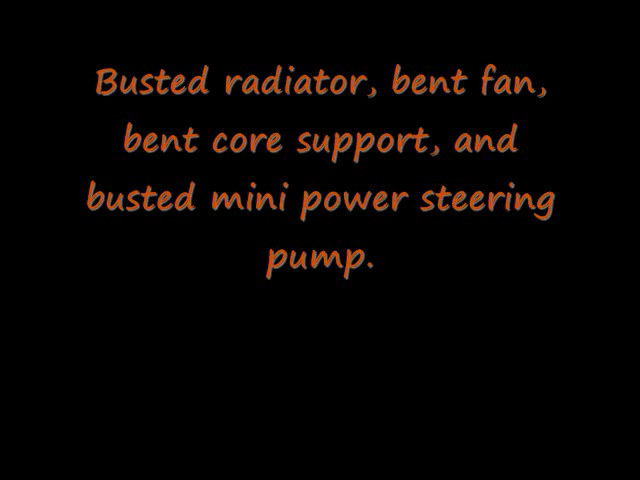 Busted radiator, bent fan,
bent core support, and
busted mini power steering
pump.